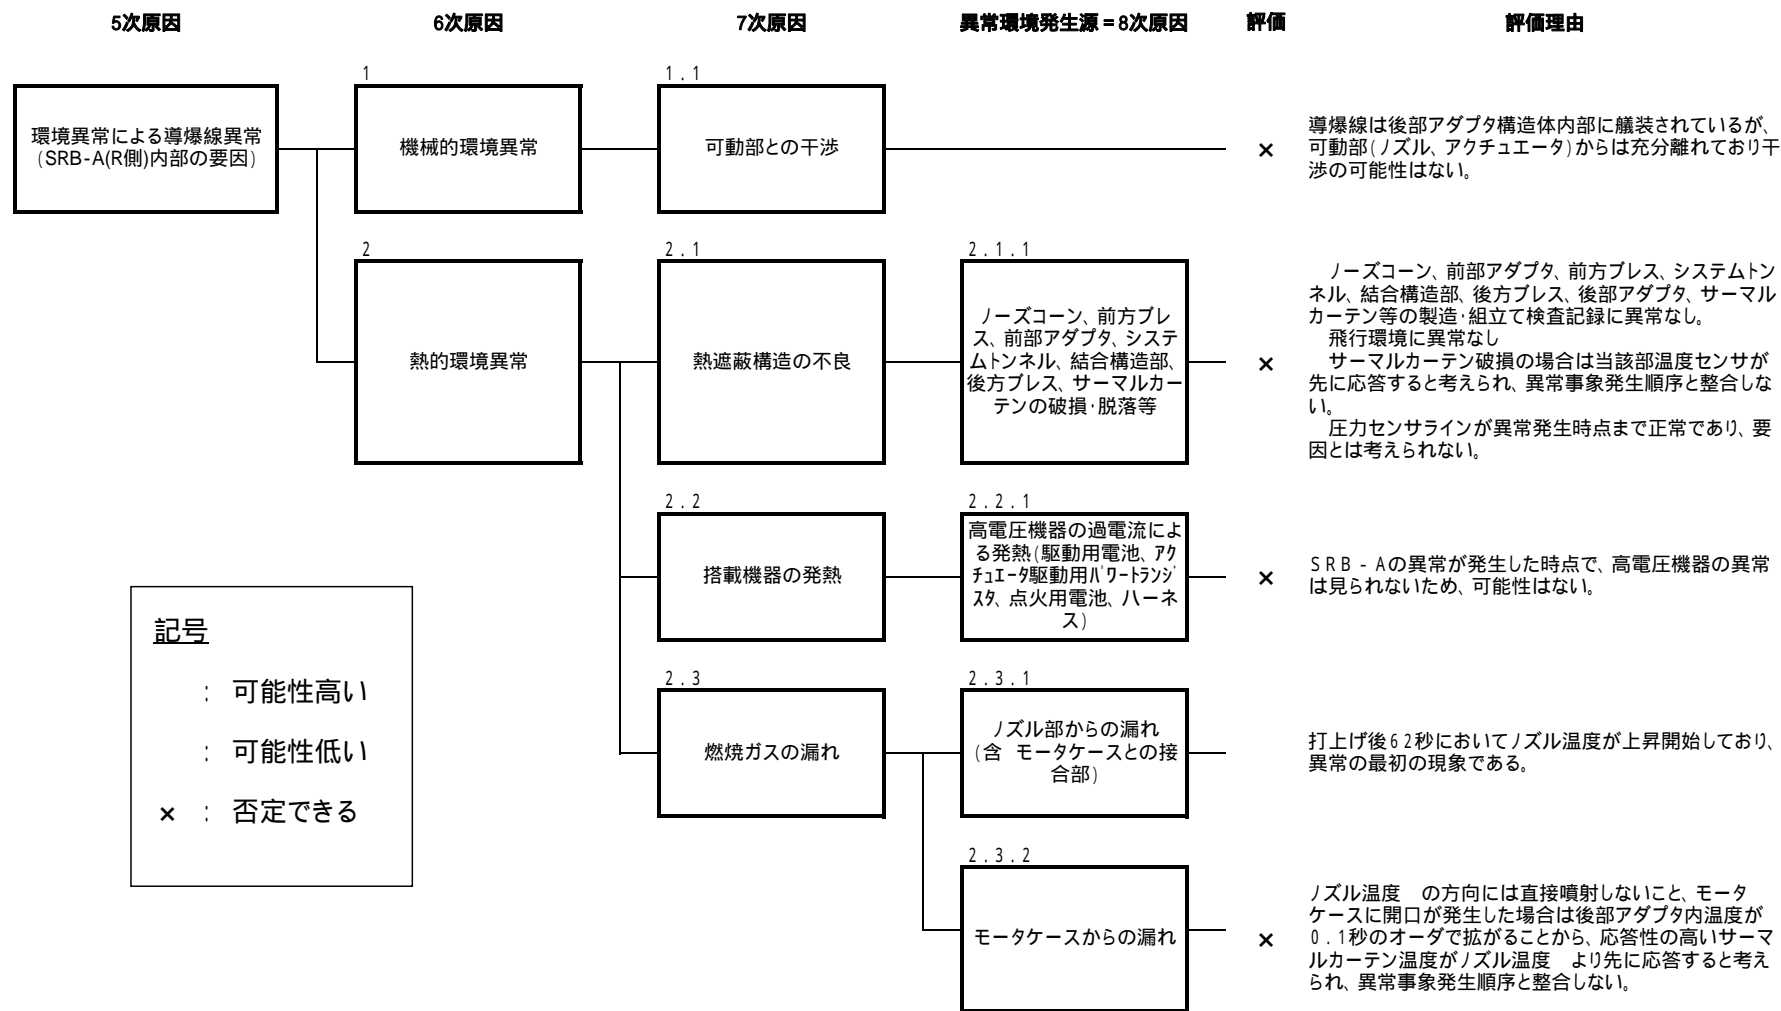 5次原因 6次原因 7次原因 異常環境発生源=8次原因 評価 評価理由
環境異常による導爆線異常
(SRB-A(R側)内部の要因)
1
機械的環境異常
1.1
可動部との干渉
×
導爆線は後部アダプタ構造体内部に艤装されているが、
可動部(ノズル、アクチュエータ)からは充分離れており干
渉の可能性はない。
2
熱的環境異常
2.1
熱遮蔽構造の不良
2.1.1
ノーズコーン、前方ブレ
ス、前部アダプタ、システ
ムトンネル、結合構造部、
後方ブレス、サーマルカー
テンの破損・脱落等
×
ノーズコーン、前部アダプタ、前方ブレス、システムトン
ネル、結合構造部、後方ブレス、後部アダプタ、サーマル
カーテン等の製造・組立て検査記録に異常なし。
飛行環境に異常なし
サーマルカーテン破損の場合は当該部温度センサが
先に応答すると考えられ、異常事象発生順序と整合しな
い。
圧力センサラインが異常発生時点まで正常であり、要
因とは考えられない。
2.2
搭載機器の発熱
2.2.1
高電圧機器の過電流によ
る発熱(駆動用電池、アク
チュエータ駆動用パワートランジ
スタ、点火用電池、ハーネ
ス)
×
SRB-Aの異常が発生した時点で、高電圧機器の異常
は見られないため、可能性はない。
2.3
燃焼ガスの漏れ
2.3.1
ノズル部からの漏れ
(含 モータケースとの接
合部)
打上げ後62秒においてノズル温度が上昇開始しており、
異常の最初の現象である。
2.3.2
モータケースからの漏れ
×
ノズル温度 の方向には直接噴射しないこと、モータ
ケースに開口が発生した場合は後部アダプタ内温度が
0.1秒のオーダで拡がることから、応答性の高いサーマ
ルカーテン温度がノズル温度 より先に応答すると考え
られ、異常事象発生順序と整合しない。
記号
: 可能性高い
: 可能性低い
× : 否定できる